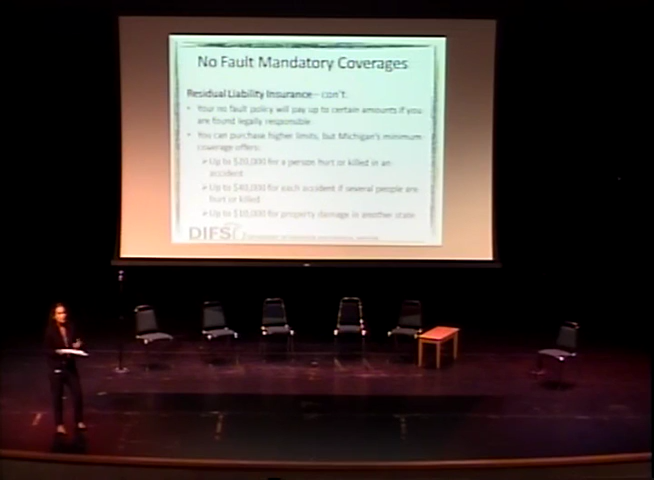 No Fault Mandatory Coverages
Residual Liability Insurance – con't.
• Your no fault policy will pay up to certain amounts if you
are found legally responsible
• You can purchase higher limits, but Michigan's minimum
coverage offers:
➢Up to $20,000 for a person hurt or killed in an
accident
➢Up to $40,000 for each accident if several people are
hurt or killed
➢Up to $10,000 for property damage in another state
DIFS